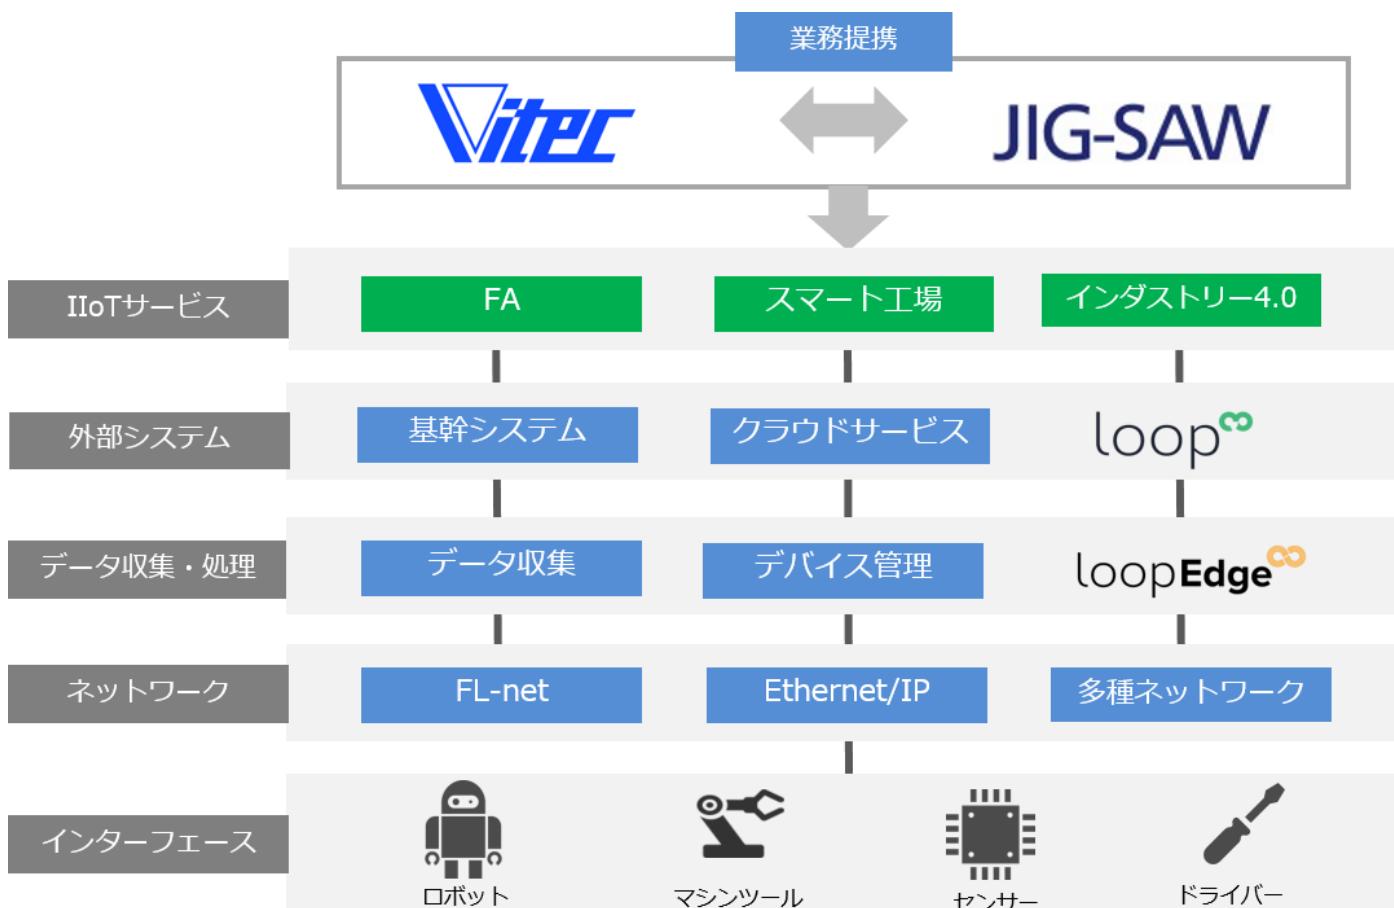 業務提携
Vitec
JIG-SAW
IIoTサービス
FA
スマート工場
インダストリー4.0
外部システム
基幹システム
クラウドサービス
loop
データ収集・処理
データ収集
デバイス管理
loopEdge
ネットワーク
FL-net
Ethernet/IP
多種ネットワーク
インターフェース
ロボット
マシンツール
センサー
ドライバー